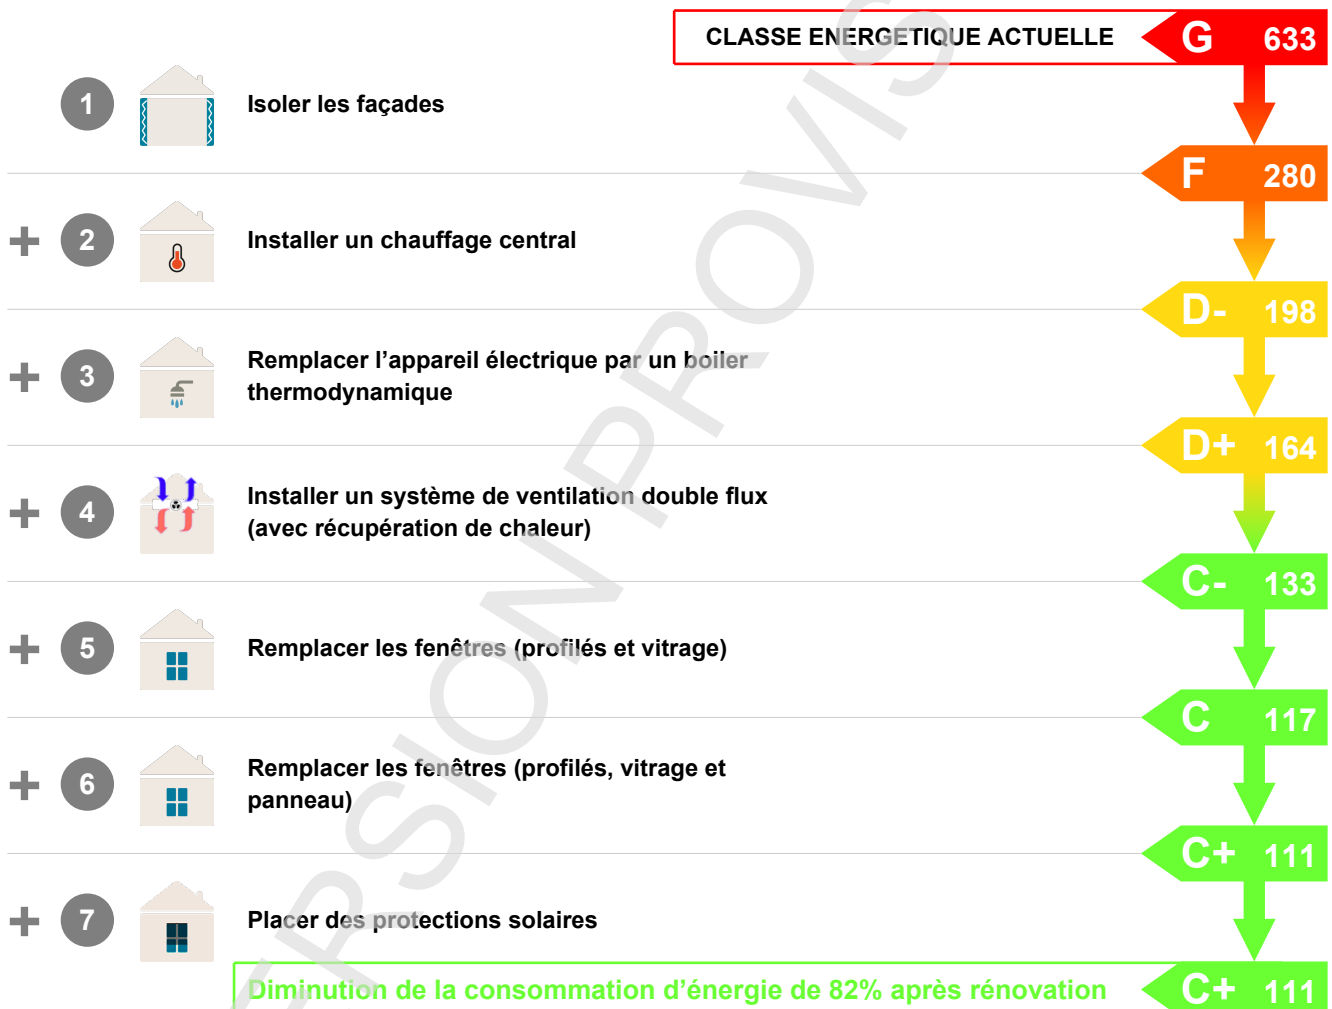 CLASSE ENERGETIQUE ACTUELLE G 633
1 Isoler les façades
F 280
+ 2 Installer un chauffage central
D- 198
+ 3 Remplacer l'appareil électrique par un boiler
thermodynamique
D+ 164
+ 4 Installer un système de ventilation double flux
(avec récupération de chaleur)
C- 133
+ 5 Remplacer les fenêtres (profilés et vitrage)
C 117
+ 6 Remplacer les fenêtres (profilés, vitrage et
panneau)
C+ 111
+ 7 Placer des protections solaires
Diminution de la consommation d'énergie de 82% après rénovation C+ 111
ERSION PROVIS